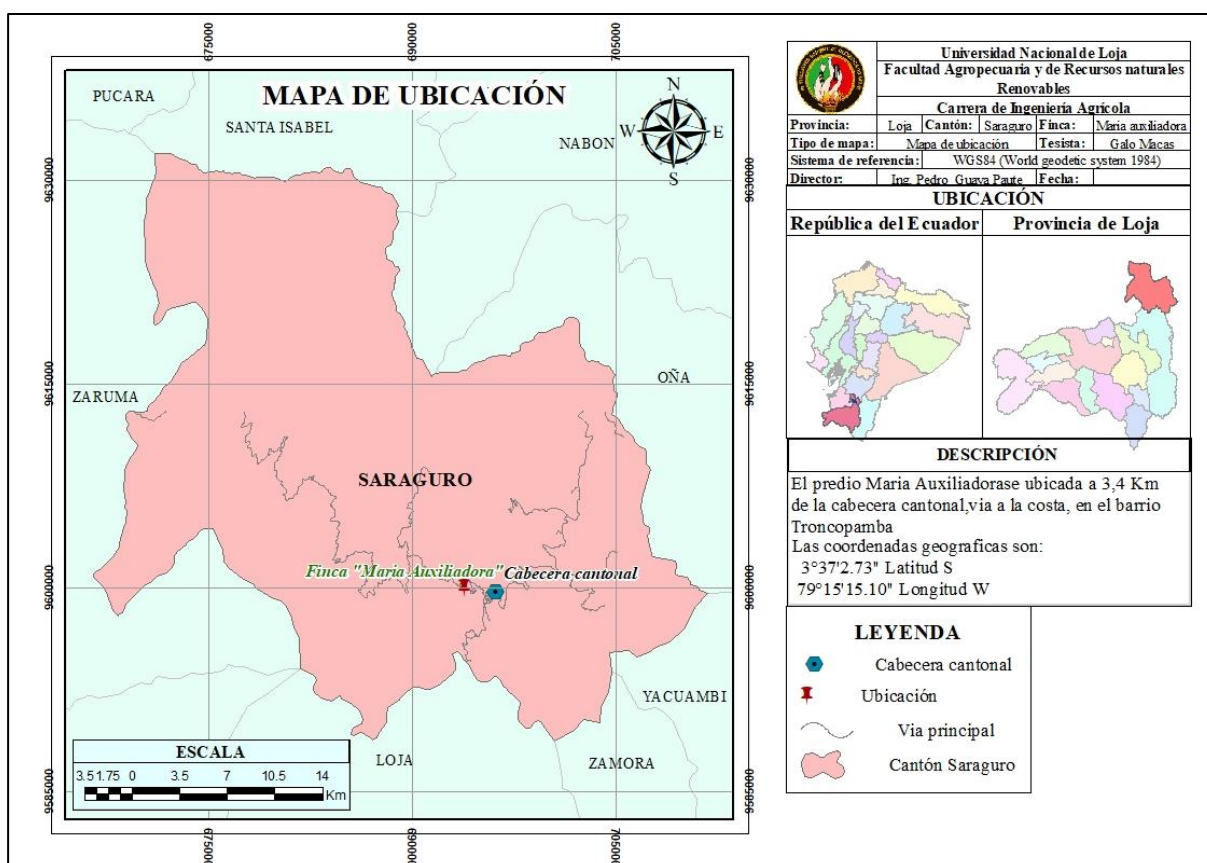 675000
690000
705000
MAPA DE UBICACIÓN
N
W
E
S
PUCARA
SANTA ISABEL
NABON
9630000
9630000
ZARUMA
OÑA
9615000
9615000
SARAGURO
Finca "Maria Auxiliadora"
Cabecera cantonal
9600000
9600000
YACUAMBI
LOJA
ZAMORA
ESCALA
3.5 1.75 0 3.5 7 10.5 14
Km
9585000
9585000
675000
690000
705000
Universidad Nacional de Loja
Facultad Agropecuaria y de Recursos naturales
Renovables
Carrera de Ingeniería Agrícola
Provincia: Loja Cantón: Saraguro Finca: Maria auxiliadora
Tipo de mapa: Mapa de ubicación Tesista: Galo Macas
Sistema de referencia: WGS84 (World geodetic system 1984)
Director: Ing. Pedro Guaya Paute Fecha:
UBICACIÓN
República del Ecuador Provincia de Loja
DESCRIPCIÓN
El predio Maria Auxiliadorase ubicada a 3,4 Km
de la cabecera cantonal,via a la costa, en el barrio
Troncopamba
Las coordenadas geograficas son:
3°37'2.73" Latitud S
79°15'15.10" Longitud W
LEYENDA
Cabecera cantonal
Ubicación
Via principal
Cantón Saraguro